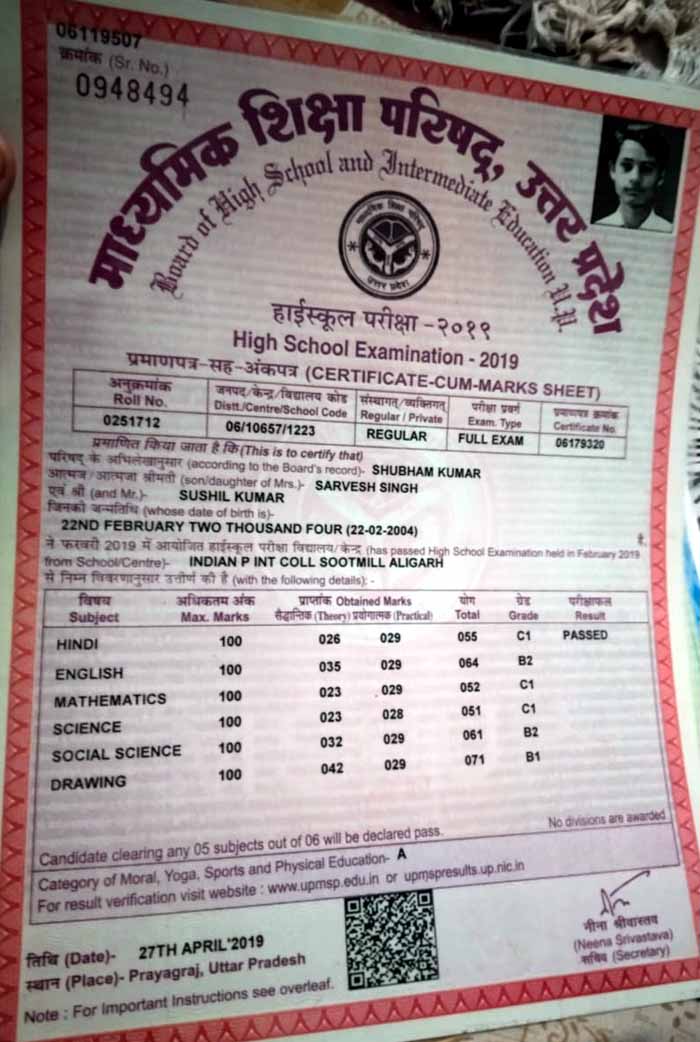 06119507
क्रमांक (Sr. No.)
0948494
माध्यमिक शिक्षा परिषद्, उत्तर प्रदेश
Board of High School and Intermediate Education U.P.
माध्यमिक शिक्षा परिषद्
उत्तर प्रदेश
हाईस्कूल परीक्षा -२०१९
High School Examination - 2019
प्रमाणपत्र-सह-अंकपत्र (CERTIFICATE-CUM-MARKS SHEET)
अनुक्रमांक जनपद/केन्द्र/विद्यालय कोड संस्थागत/व्यक्तिगत परीक्षा प्रवर्ग प्रमाणपत्र क्रमांक
Roll No. Distt./Centre/School Code Regular / Private Exam. Type Certificate No.
0251712 06/10657/1223 REGULAR FULL EXAM 06179320
प्रमाणित किया जाता है कि (This is to certify that)
परिषद् के अभिलेखानुसार (according to the Board's record)- SHUBHAM KUMAR
आत्मज/आत्मजा श्रीमती (son/daughter of Mrs.)- SARVESH SINGH
एवं श्री (and Mr.)- SUSHIL KUMAR
जिनकी जन्मतिथि (whose date of birth is)-
22ND FEBRUARY TWO THOUSAND FOUR (22-02-2004) है,
ने फरवरी 2019 में आयोजित हाईस्कूल परीक्षा विद्यालय/केन्द्र (has passed High School Examination held in February 2019
from School/Centre)- INDIAN P INT COLL SOOTMILL ALIGARH
से निम्न विवरणानुसार उत्तीर्ण की है (with the following details): -
विषय अधिकतम अंक प्राप्तांक Obtained Marks योग ग्रेड परीक्षाफल
Subject Max. Marks सैद्धान्तिक (Theory) प्रयोगात्मक (Practical) Total Grade Result
HINDI 100 026 029 055 C1 PASSED
ENGLISH 100 035 029 064 B2
MATHEMATICS 100 023 029 052 C1
SCIENCE 100 023 028 051 C1
SOCIAL SCIENCE 100 032 029 061 B2
DRAWING 100 042 029 071 B1
No divisions are awarded
Candidate clearing any 05 subjects out of 06 will be declared pass.
Category of Moral, Yoga, Sports and Physical Education- A
For result verification visit website : www.upmsp.edu.in or upmspresults.up.nic.in
तिथि (Date)- 27TH APRIL'2019
स्थान (Place)- Prayagraj, Uttar Pradesh
Note : For Important Instructions see overleaf.
नीना श्रीवास्तव
(Neena Srivastava)
सचिव (Secretary)